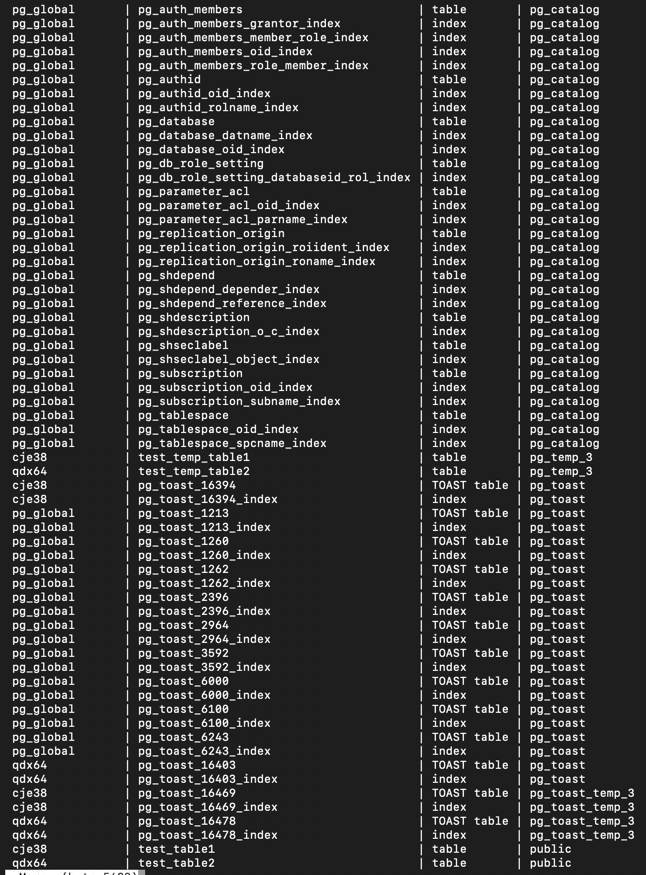 pg_global | pg_auth_members | table | pg_catalog
pg_global | pg_auth_members_grantor_index | index | pg_catalog
pg_global | pg_auth_members_member_role_index | index | pg_catalog
pg_global | pg_auth_members_oid_index | index | pg_catalog
pg_global | pg_auth_members_role_member_index | index | pg_catalog
pg_global | pg_authid | table | pg_catalog
pg_global | pg_authid_oid_index | index | pg_catalog
pg_global | pg_authid_rolname_index | index | pg_catalog
pg_global | pg_database | table | pg_catalog
pg_global | pg_database_datname_index | index | pg_catalog
pg_global | pg_database_oid_index | index | pg_catalog
pg_global | pg_db_role_setting | table | pg_catalog
pg_global | pg_db_role_setting_databaseid_rol_index | index | pg_catalog
pg_global | pg_parameter_acl | table | pg_catalog
pg_global | pg_parameter_acl_oid_index | index | pg_catalog
pg_global | pg_parameter_acl_parname_index | index | pg_catalog
pg_global | pg_replication_origin | table | pg_catalog
pg_global | pg_replication_origin_roiident_index | index | pg_catalog
pg_global | pg_replication_origin_roname_index | index | pg_catalog
pg_global | pg_shdepend | table | pg_catalog
pg_global | pg_shdepend_depender_index | index | pg_catalog
pg_global | pg_shdepend_reference_index | index | pg_catalog
pg_global | pg_shdescription | table | pg_catalog
pg_global | pg_shdescription_o_c_index | index | pg_catalog
pg_global | pg_shseclabel | table | pg_catalog
pg_global | pg_shseclabel_object_index | index | pg_catalog
pg_global | pg_subscription | table | pg_catalog
pg_global | pg_subscription_oid_index | index | pg_catalog
pg_global | pg_subscription_subname_index | index | pg_catalog
pg_global | pg_tablespace | table | pg_catalog
pg_global | pg_tablespace_oid_index | index | pg_catalog
pg_global | pg_tablespace_spcname_index | index | pg_catalog
cje38 | test_temp_table1 | table | pg_temp_3
qdx64 | test_temp_table2 | table | pg_temp_3
cje38 | pg_toast_16394 | TOAST table | pg_toast
cje38 | pg_toast_16394_index | index | pg_toast
pg_global | pg_toast_1213 | TOAST table | pg_toast
pg_global | pg_toast_1213_index | index | pg_toast
pg_global | pg_toast_1260 | TOAST table | pg_toast
pg_global | pg_toast_1260_index | index | pg_toast
pg_global | pg_toast_1262 | TOAST table | pg_toast
pg_global | pg_toast_1262_index | index | pg_toast
pg_global | pg_toast_2396 | TOAST table | pg_toast
pg_global | pg_toast_2396_index | index | pg_toast
pg_global | pg_toast_2964 | TOAST table | pg_toast
pg_global | pg_toast_2964_index | index | pg_toast
pg_global | pg_toast_3592 | TOAST table | pg_toast
pg_global | pg_toast_3592_index | index | pg_toast
pg_global | pg_toast_6000 | TOAST table | pg_toast
pg_global | pg_toast_6000_index | index | pg_toast
pg_global | pg_toast_6100 | TOAST table | pg_toast
pg_global | pg_toast_6100_index | index | pg_toast
pg_global | pg_toast_6243 | TOAST table | pg_toast
pg_global | pg_toast_6243_index | index | pg_toast
qdx64 | pg_toast_16403 | TOAST table | pg_toast
qdx64 | pg_toast_16403_index | index | pg_toast
cje38 | pg_toast_16469 | TOAST table | pg_toast_temp_3
cje38 | pg_toast_16469_index | index | pg_toast_temp_3
qdx64 | pg_toast_16478 | TOAST table | pg_toast_temp_3
qdx64 | pg_toast_16478_index | index | pg_toast_temp_3
cje38 | test_table1 | table | public
qdx64 | test_table2 | table | public